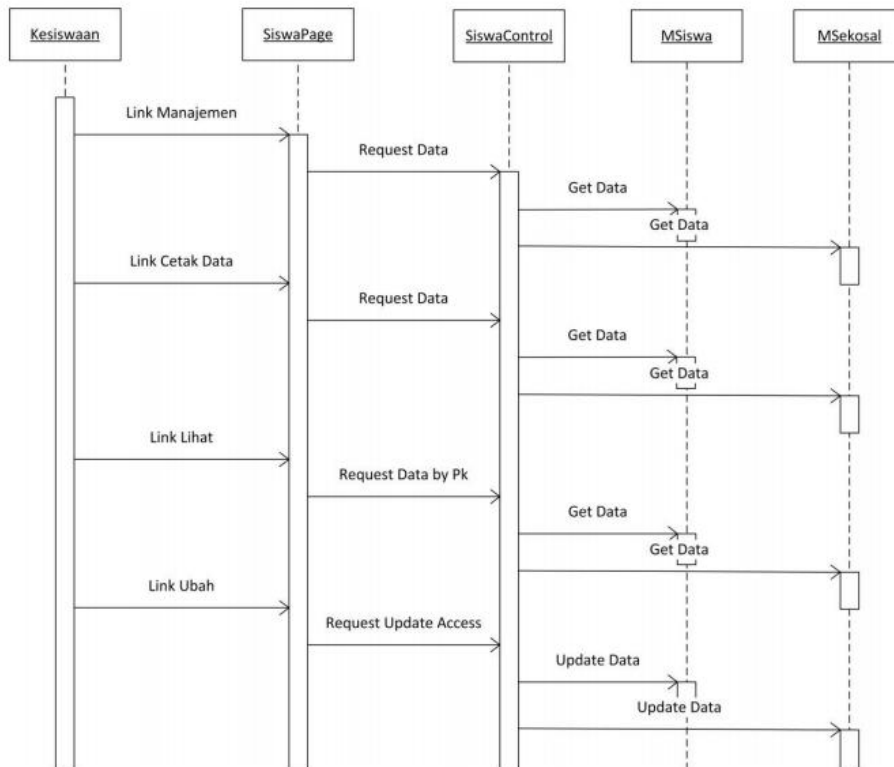 Kesiswaan
SiswaPage
SiswaControl
MSiswa
MSekosal
Link Manajemen
Request Data
Get Data
Get Data
Link Cetak Data
Request Data
Get Data
Get Data
Link Lihat
Request Data by Pk
Get Data
Get Data
Link Ubah
Request Update Access
Update Data
Update Data